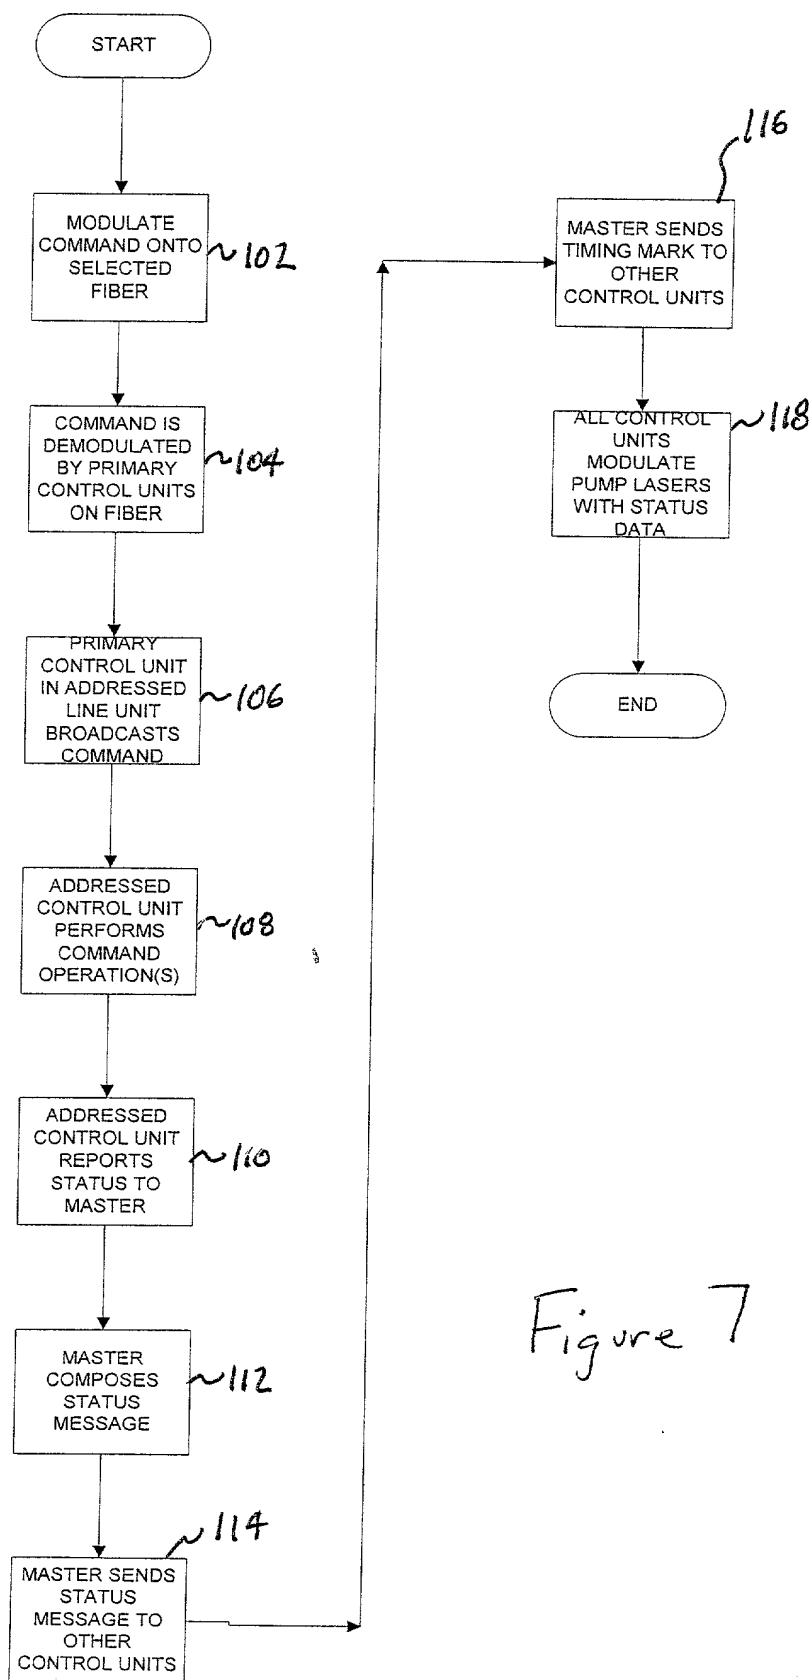 START
MODULATE
COMMAND ONTO
SELECTED
FIBER
102
COMMAND IS
DEMODULATED
BY PRIMARY
CONTROL UNITS
ON FIBER
104
PRIMARY
CONTROL UNIT
IN ADDRESSED
LINE UNIT
BROADCASTS
COMMAND
106
ADDRESSED
CONTROL UNIT
PERFORMS
COMMAND
OPERATION(S)
108
ADDRESSED
CONTROL UNIT
REPORTS
STATUS TO
MASTER
110
MASTER
COMPOSES
STATUS
MESSAGE
112
114
MASTER SENDS
STATUS
MESSAGE TO
OTHER
CONTROL UNITS
116
MASTER SENDS
TIMING MARK TO
OTHER
CONTROL UNITS
118
ALL CONTROL
UNITS
MODULATE
PUMP LASERS
WITH STATUS
DATA
END
Figure 7